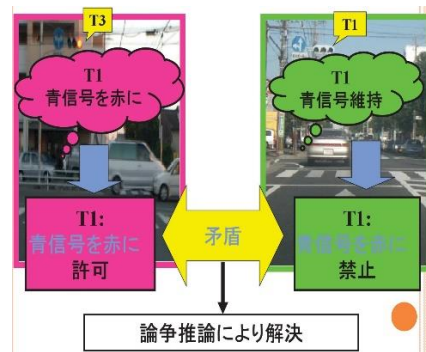 T3
T1
青信号を赤に
T1:
青信号を赤に
許可
矛盾
T1
T1
青信号維持
T1:
青信号を赤に
禁止
論争推論により解決